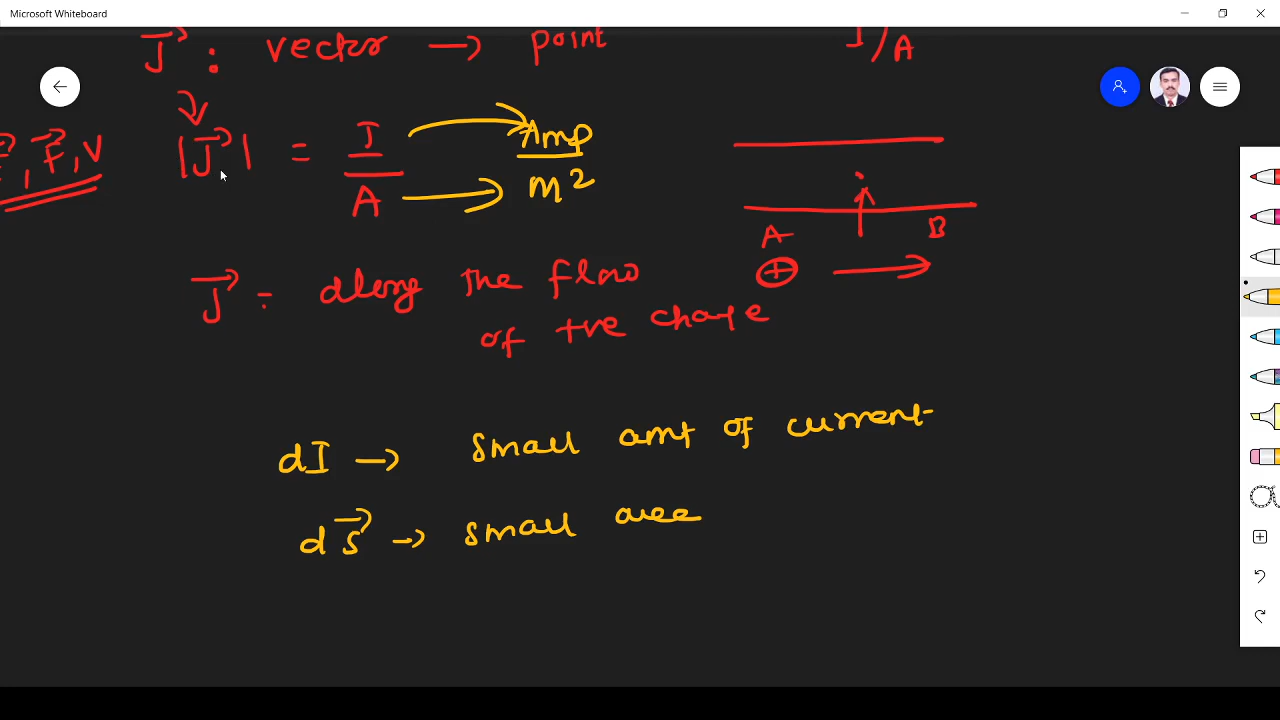 Microsoft Whiteboard
J⃗ : vector → point
I/A
F⃗, V
|J⃗| = I/A → Amp/m²
A B
+
J⃗ = along the flow
of +ve charge
dI → small amt of current
d s⃗ → small area